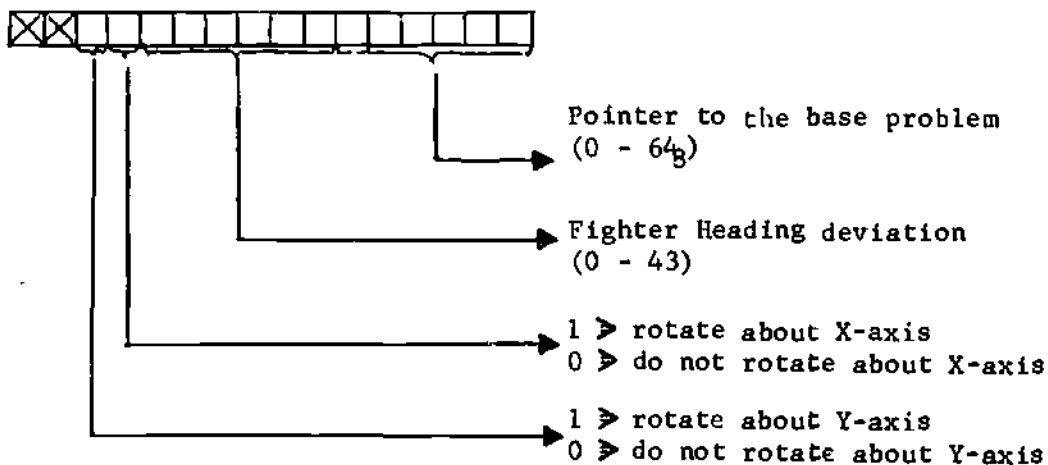 Pointer to the base problem
(0 - 64₈)
Fighter Heading deviation
(0 - 43)
1 ⩾ rotate about X-axis
0 ⩾ do not rotate about X-axis
1 ⩾ rotate about Y-axis
0 ⩾ do not rotate about Y-axis